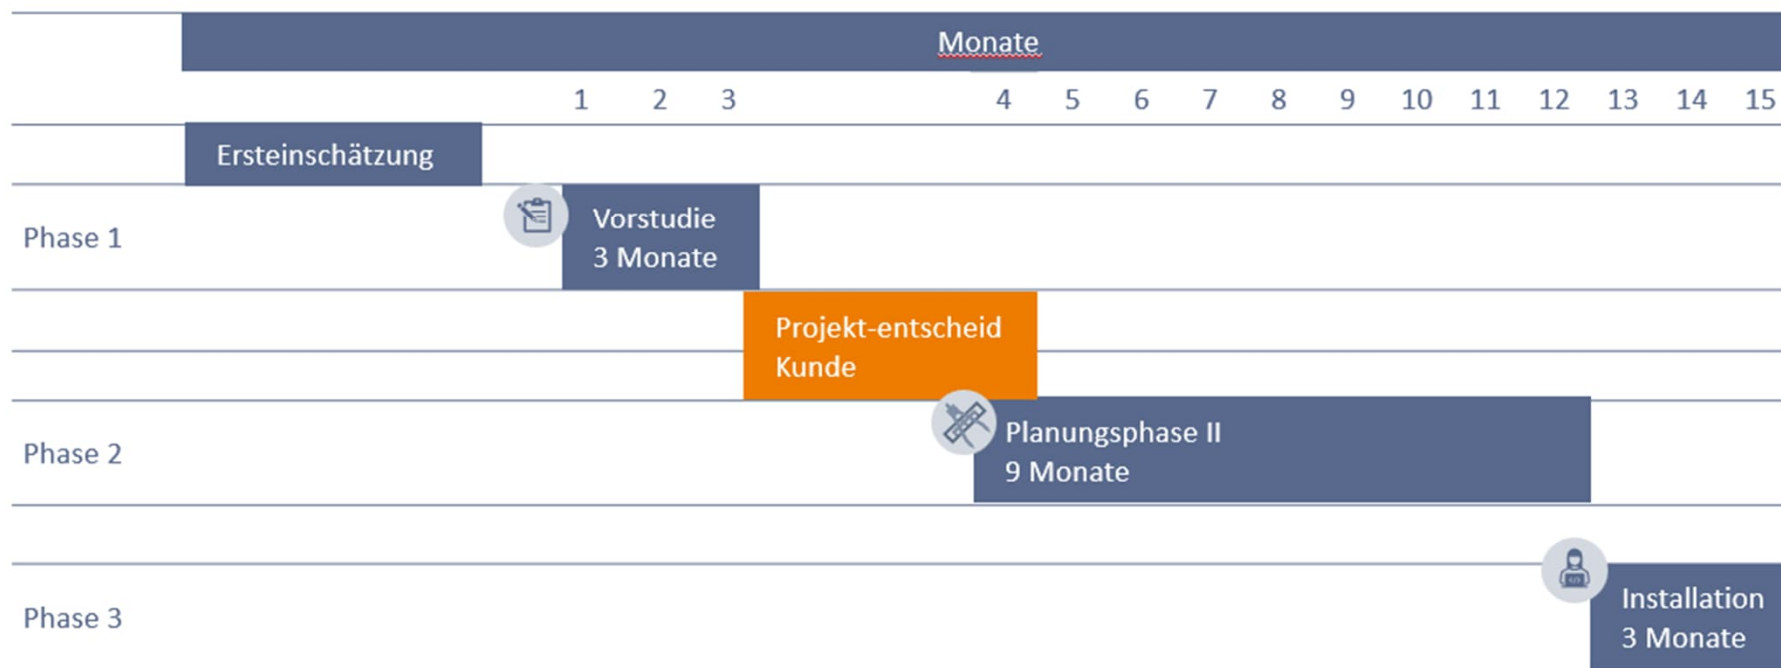 Monate
1 2 3 4 5 6 7 8 9 10 11 12 13 14 15
Ersteinschätzung
Phase 1
Vorstudie
3 Monate
Projekt-entscheid
Kunde
Phase 2
Planungsphase II
9 Monate
Phase 3
Installation
3 Monate